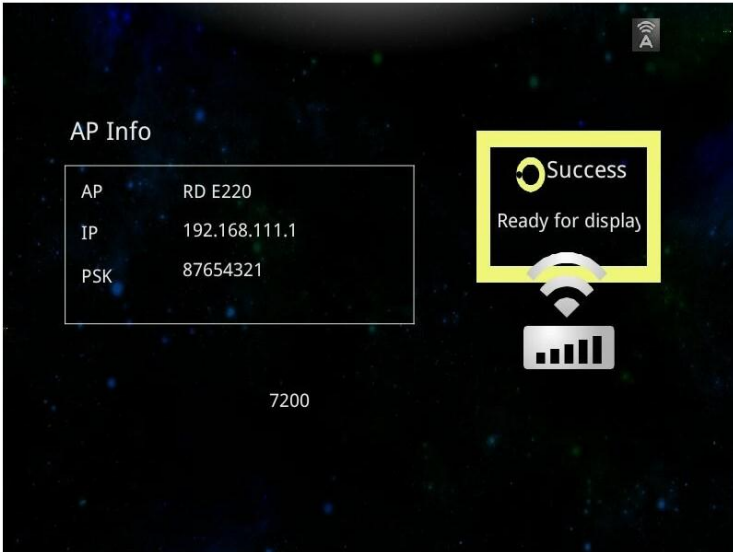 A
AP Info
AP RD E220
IP 192.168.111.1
PSK 87654321
Success
Ready for display
7200